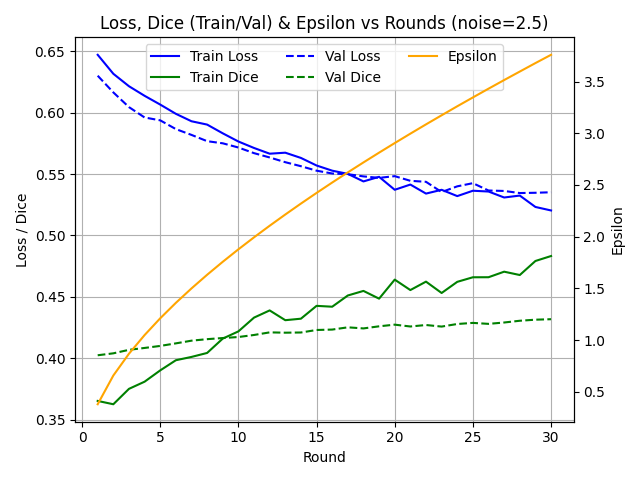 Loss, Dice (Train/Val) & Epsilon vs Rounds (noise=2.5)
Train Loss
Train Dice
Val Loss
Val Dice
Epsilon
Loss / Dice
0.65
0.60
0.55
0.50
0.45
0.40
0.35
3.5
3.0
2.5
2.0
1.5
1.0
0.5
Epsilon
0 5 10 15 20 25 30
Round